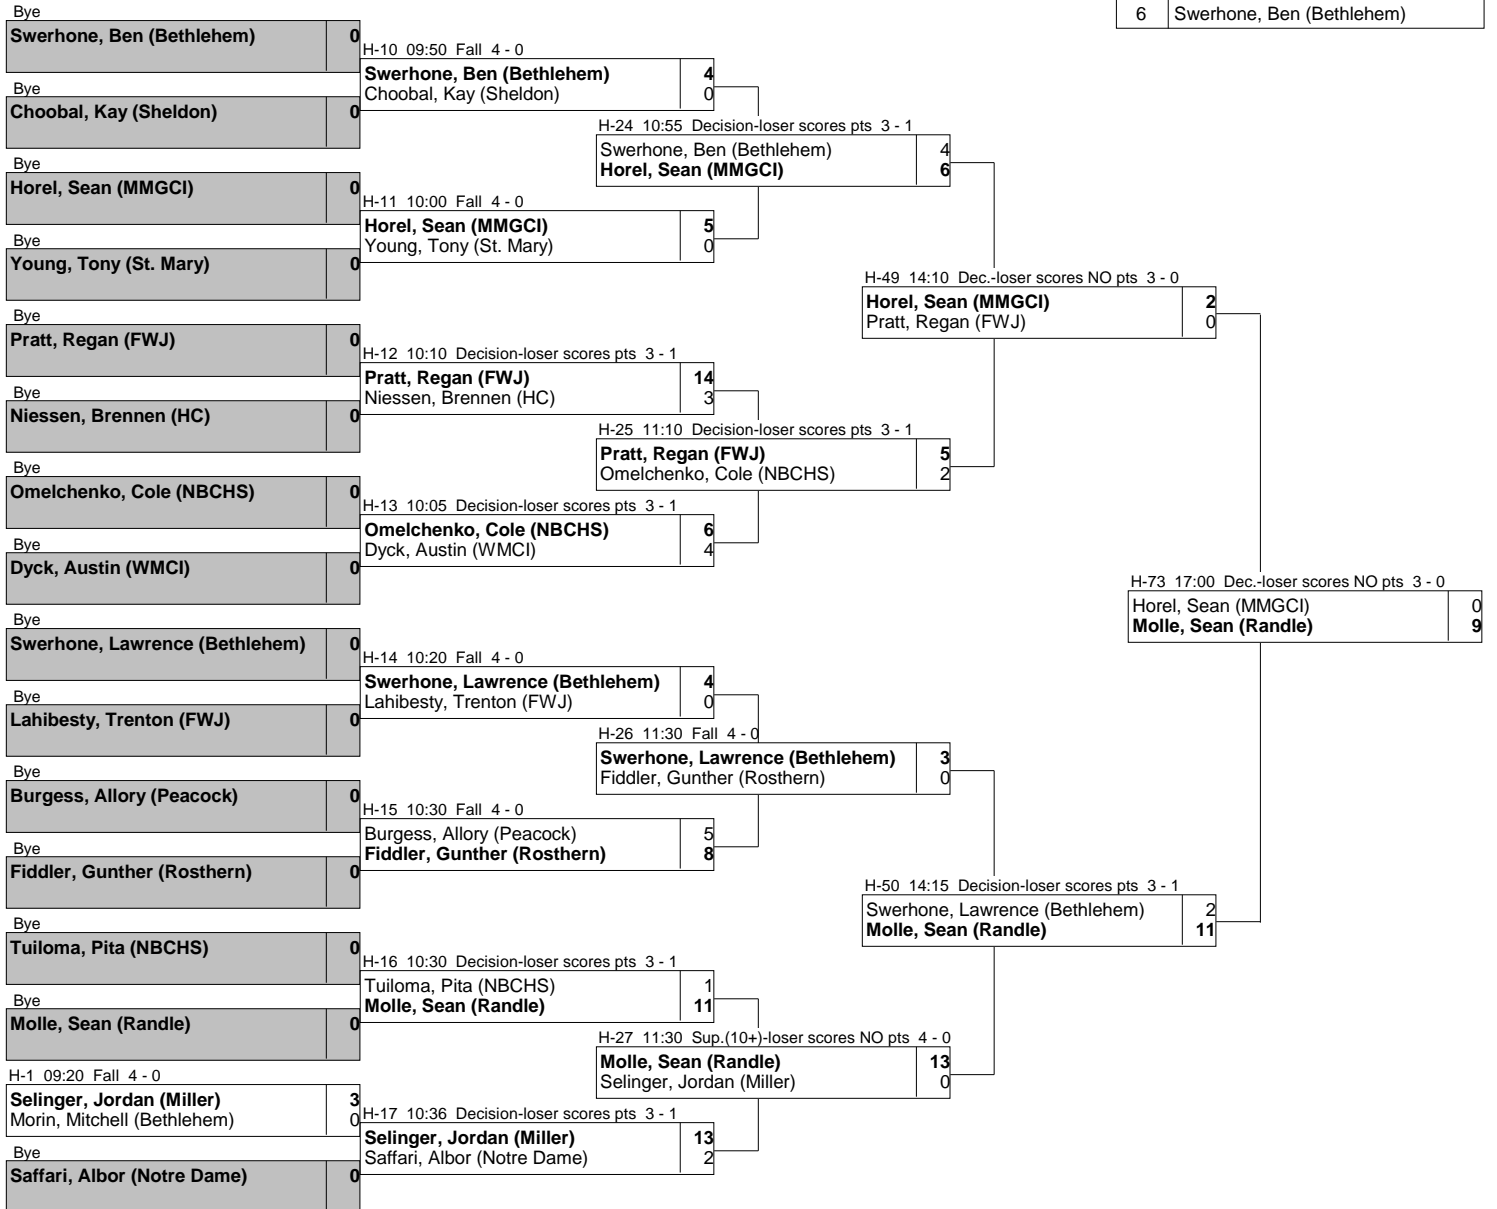 6 Swerhone, Ben (Bethlehem)
Bye
Swerhone, Ben (Bethlehem) 0
Bye
Choobal, Kay (Sheldon) 0
Bye
Horel, Sean (MMGCI) 0
Bye
Young, Tony (St. Mary) 0
Bye
Pratt, Regan (FWJ) 0
Bye
Niessen, Brennen (HC) 0
Bye
Omelchenko, Cole (NBCHS) 0
Bye
Dyck, Austin (WMCI) 0
Bye
Swerhone, Lawrence (Bethlehem) 0
Bye
Lahibesty, Trenton (FWJ) 0
Bye
Burgess, Allory (Peacock) 0
Bye
Fiddler, Gunther (Rosthern) 0
Bye
Tuiloma, Pita (NBCHS) 0
Bye
Molle, Sean (Randle) 0
H-1 09:20 Fall 4 - 0
Selinger, Jordan (Miller) 3
Morin, Mitchell (Bethlehem) 0
Bye
Saffari, Albor (Notre Dame) 0
H-10 09:50 Fall 4 - 0
Swerhone, Ben (Bethlehem) 4
Choobal, Kay (Sheldon) 0
H-11 10:00 Fall 4 - 0
Horel, Sean (MMGCI) 5
Young, Tony (St. Mary) 0
H-12 10:10 Decision-loser scores pts 3 - 1
Pratt, Regan (FWJ) 14
Niessen, Brennen (HC) 3
H-13 10:05 Decision-loser scores pts 3 - 1
Omelchenko, Cole (NBCHS) 6
Dyck, Austin (WMCI) 4
H-14 10:20 Fall 4 - 0
Swerhone, Lawrence (Bethlehem) 4
Lahibesty, Trenton (FWJ) 0
H-15 10:30 Fall 4 - 0
Burgess, Allory (Peacock) 5
Fiddler, Gunther (Rosthern) 8
H-16 10:30 Decision-loser scores pts 3 - 1
Tuiloma, Pita (NBCHS) 1
Molle, Sean (Randle) 11
H-17 10:36 Decision-loser scores pts 3 - 1
Selinger, Jordan (Miller) 13
Saffari, Albor (Notre Dame) 2
H-24 10:55 Decision-loser scores pts 3 - 1
Swerhone, Ben (Bethlehem) 4
Horel, Sean (MMGCI) 6
H-25 11:10 Decision-loser scores pts 3 - 1
Pratt, Regan (FWJ) 5
Omelchenko, Cole (NBCHS) 2
H-26 11:30 Fall 4 - 0
Swerhone, Lawrence (Bethlehem) 3
Fiddler, Gunther (Rosthern) 0
H-27 11:30 Sup.(10+)-loser scores NO pts 4 - 0
Molle, Sean (Randle) 13
Selinger, Jordan (Miller) 0
H-49 14:10 Dec.-loser scores NO pts 3 - 0
Horel, Sean (MMGCI) 2
Pratt, Regan (FWJ) 0
H-50 14:15 Decision-loser scores pts 3 - 1
Swerhone, Lawrence (Bethlehem) 2
Molle, Sean (Randle) 11
H-73 17:00 Dec.-loser scores NO pts 3 - 0
Horel, Sean (MMGCI) 0
Molle, Sean (Randle) 9